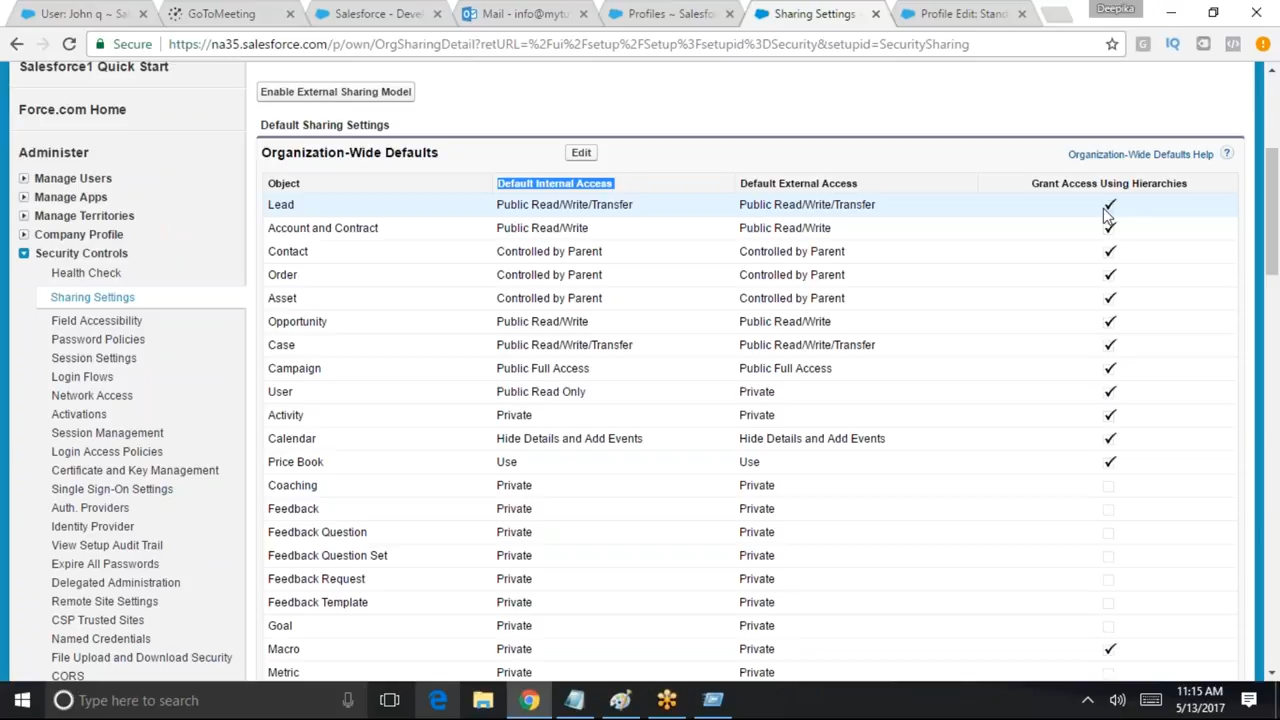 User: John q ~ Sa
GoToMeeting
Salesforce - Deve
Mail - info@mytu
Profiles ~ Salesfo
Sharing Settings
Profile Edit: Stand
Deepika
Secure
https://na35.salesforce.com/p/own/OrgSharingDetail?retURL=%2Fui%2Fsetup%2FSetup%3Fsetupid%3DSecurity&setupid=SecuritySharing
Salesforce1 Quick Start
Force.com Home
Administer
Manage Users
Manage Apps
Manage Territories
Company Profile
Security Controls
Health Check
Sharing Settings
Field Accessibility
Password Policies
Session Settings
Login Flows
Network Access
Activations
Session Management
Login Access Policies
Certificate and Key Management
Single Sign-On Settings
Auth. Providers
Identity Provider
View Setup Audit Trail
Expire All Passwords
Delegated Administration
Remote Site Settings
CSP Trusted Sites
Named Credentials
File Upload and Download Security
CORS
Enable External Sharing Model
Default Sharing Settings
Organization-Wide Defaults Edit Organization-Wide Defaults Help ?
Object Default Internal Access Default External Access Grant Access Using Hierarchies
Lead Public Read/Write/Transfer Public Read/Write/Transfer
Account and Contract Public Read/Write Public Read/Write
Contact Controlled by Parent Controlled by Parent
Order Controlled by Parent Controlled by Parent
Asset Controlled by Parent Controlled by Parent
Opportunity Public Read/Write Public Read/Write
Case Public Read/Write/Transfer Public Read/Write/Transfer
Campaign Public Full Access Public Full Access
User Public Read Only Private
Activity Private Private
Calendar Hide Details and Add Events Hide Details and Add Events
Price Book Use Use
Coaching Private Private
Feedback Private Private
Feedback Question Private Private
Feedback Question Set Private Private
Feedback Request Private Private
Feedback Template Private Private
Goal Private Private
Macro Private Private
Metric Private Private
Type here to search
11:15 AM
5/13/2017